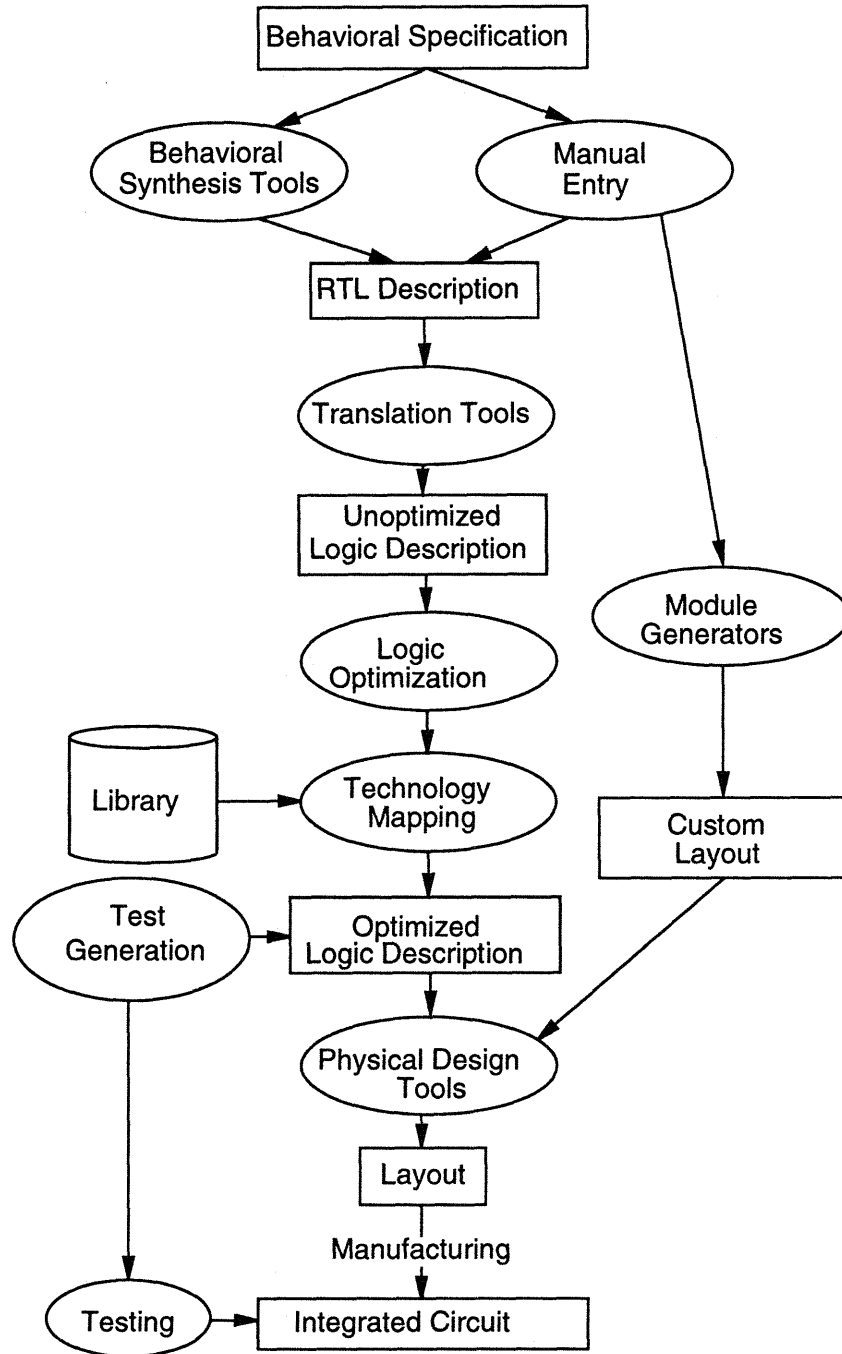 Behavioral Specification
Behavioral
Synthesis Tools
Manual
Entry
RTL Description
Translation Tools
Unoptimized
Logic Description
Module
Generators
Logic
Optimization
Library
Technology
Mapping
Custom
Layout
Test
Generation
Optimized
Logic Description
Physical Design
Tools
Layout
Manufacturing
Testing
Integrated Circuit